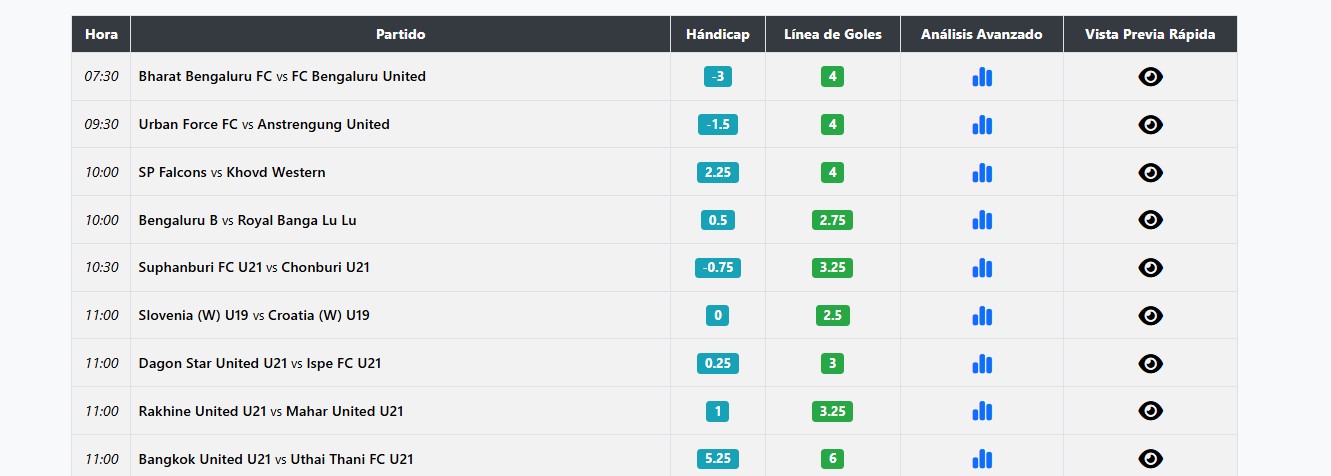 Hora Partido Hándicap Línea de Goles Análisis Avanzado Vista Previa Rápida
07:30 Bharat Bengaluru FC vs FC Bengaluru United -3 4
09:30 Urban Force FC vs Anstrengung United -1.5 4
10:00 SP Falcons vs Khovd Western 2.25 4
10:00 Bengaluru B vs Royal Banga Lu Lu 0.5 2.75
10:30 Suphanburi FC U21 vs Chonburi U21 -0.75 3.25
11:00 Slovenia (W) U19 vs Croatia (W) U19 0 2.5
11:00 Dagon Star United U21 vs Ispe FC U21 0.25 3
11:00 Rakhine United U21 vs Mahar United U21 1 3.25
11:00 Bangkok United U21 vs Uthai Thani FC U21 5.25 6